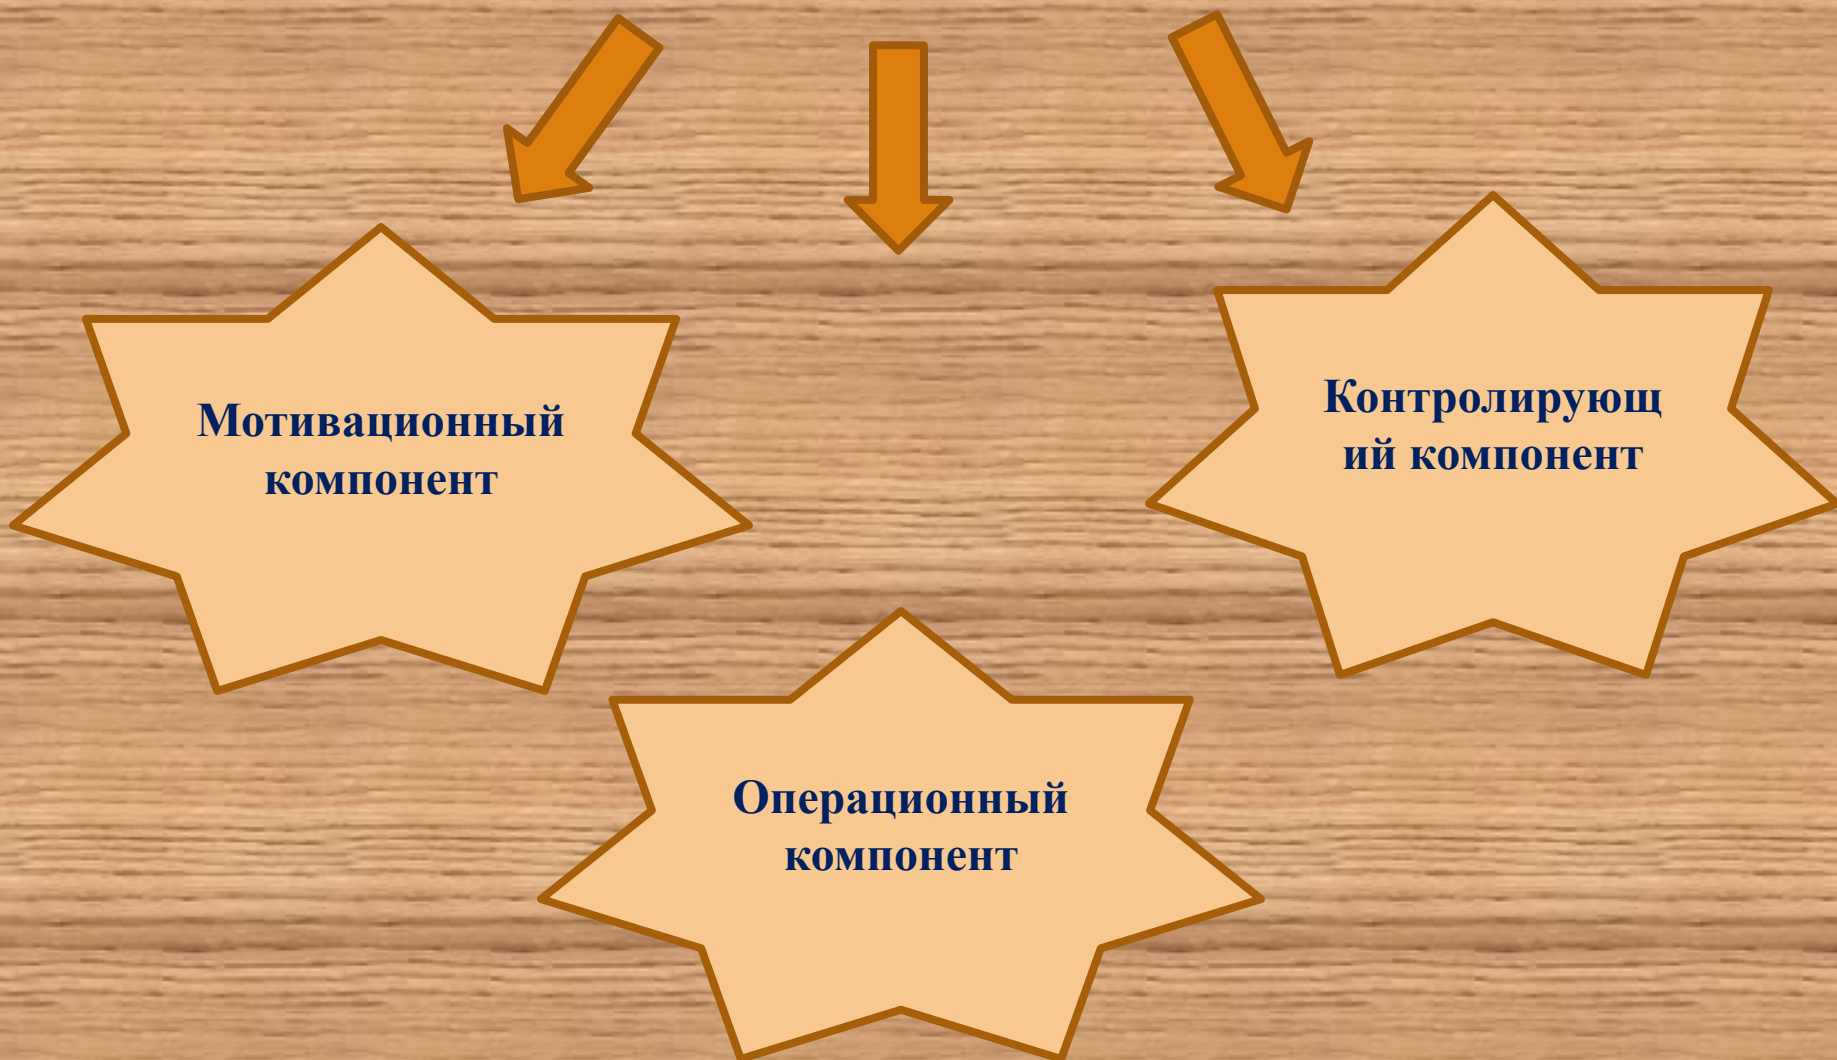 Мотивационный
компонент
Контролирующ
ий компонент
Операционный
компонент